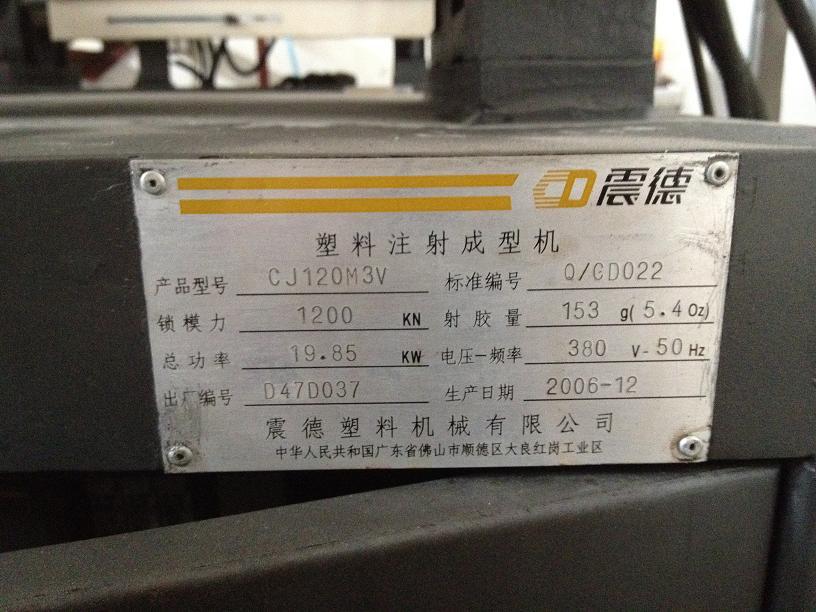 CD震德
塑料注射成型机
产品型号 CJ120M3V 标准编号 Q/GD022
锁模力 1200 KN 射胶量 153 g(5.4Oz)
总功率 19.85 KW 电压-频率 380 V-50Hz
出厂编号 D47D037 生产日期 2006-12
震德塑料机械有限公司
中华人民共和国广东省佛山市顺德区大良红岗工业区